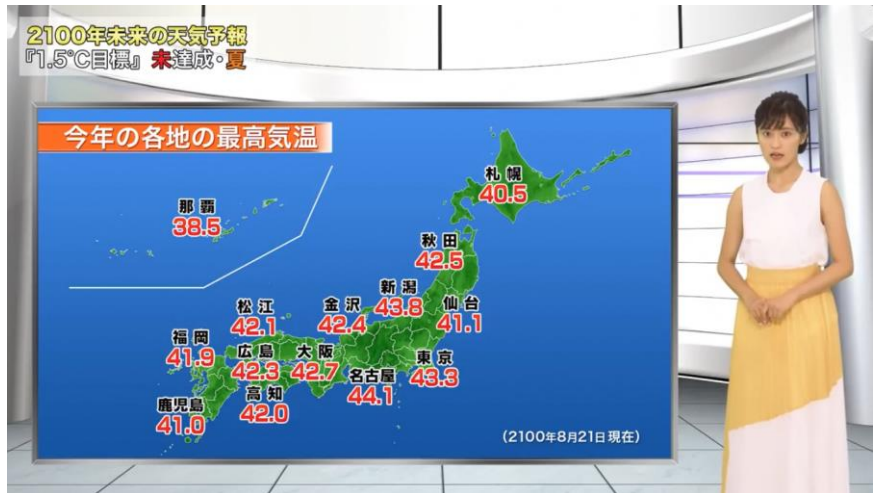 2100年未来の天気予報
『1.5℃目標』未達成・夏
今年の各地の最高気温
札幌
40.5
那覇
38.5
秋田
42.5
新潟
43.8
仙台
41.1
金沢
42.4
松江
42.1
福岡
41.9
広島
42.3
大阪
42.7
東京
43.3
名古屋
44.1
高知
42.0
鹿児島
41.0
(2100年8月21日現在)